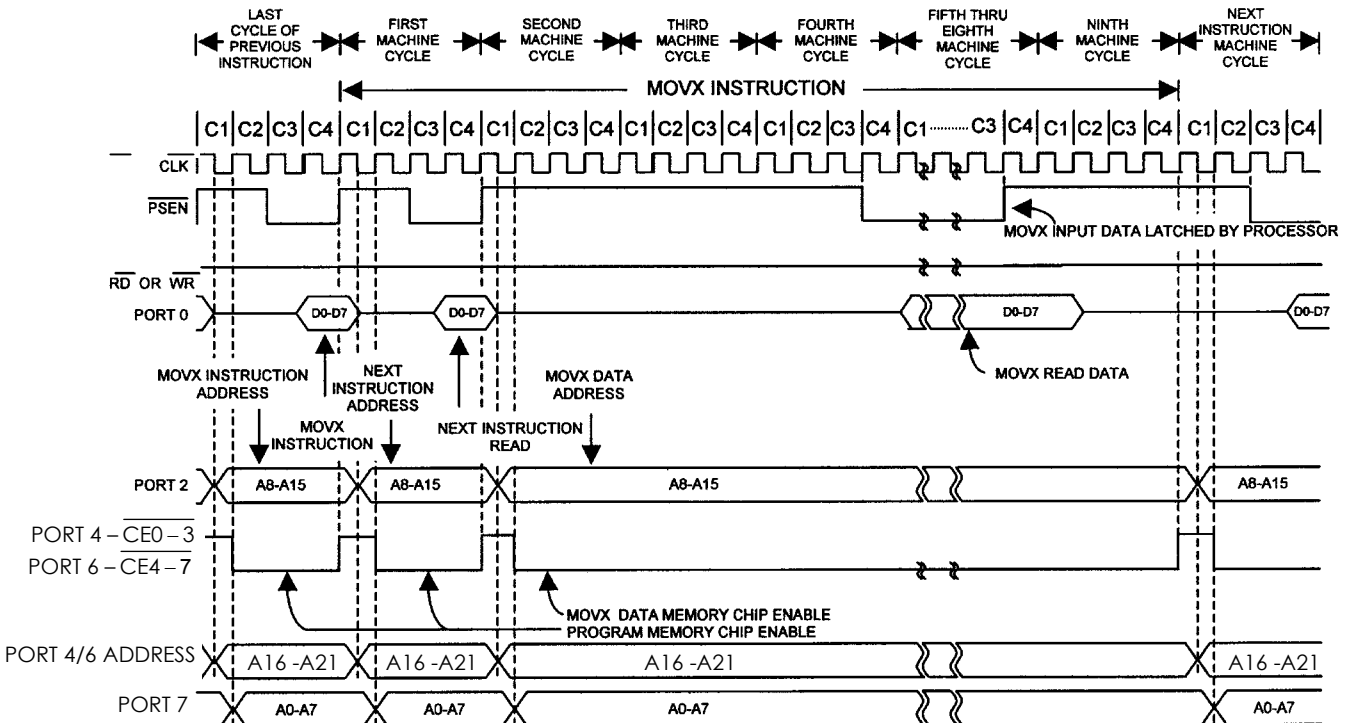 LAST CYCLE OF PREVIOUS INSTRUCTION
FIRST MACHINE CYCLE
SECOND MACHINE CYCLE
THIRD MACHINE CYCLE
FOURTH MACHINE CYCLE
FIFTH THRU EIGHTH MACHINE CYCLE
NINTH MACHINE CYCLE
NEXT INSTRUCTION MACHINE CYCLE
MOVX INSTRUCTION
C1 C2 C3 C4 C1 C2 C3 C4 C1 C2 C3 C4 C1 C2 C3 C4 C1 C2 C3 C4 C1 ........ C3 C4 C1 C2 C3 C4 C1 C2 C3 C4
CLK
PSEN
MOVX INPUT DATA LATCHED BY PROCESSOR
RD OR WR
PORT 0 D0-D7 D0-D7 D0-D7 D0-D7
MOVX INSTRUCTION ADDRESS
NEXT INSTRUCTION ADDRESS
MOVX DATA ADDRESS
MOVX READ DATA
MOVX INSTRUCTION
NEXT INSTRUCTION READ
PORT 2 A8-A15 A8-A15 A8-A15 A8-A15
PORT 4 – CE0 – 3
PORT 6 – CE4 – 7
MOVX DATA MEMORY CHIP ENABLE
PROGRAM MEMORY CHIP ENABLE
PORT 4/6 ADDRESS A16 -A21 A16 -A21 A16 -A21 A16 -A21
PORT 7 A0-A7 A0-A7 A0-A7 A0-A7